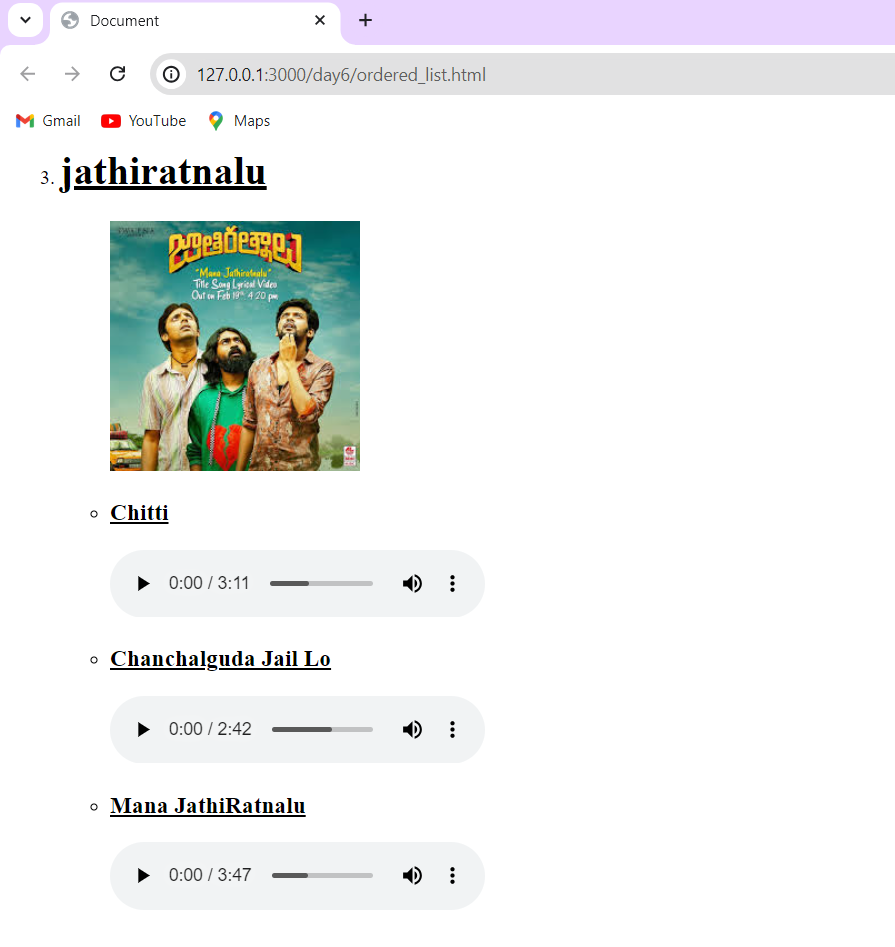 Document
127.0.0.1:3000/day6/ordered_list.html
Gmail YouTube Maps
3. jathiratnalu
జాతిరత్నాలు
"Mana Jathiratnalu"
Title Song Lyrical Video
Out on Feb 19th 4:20 pm
Chitti
0:00 / 3:11
Chanchalguda Jail Lo
0:00 / 2:42
Mana JathiRatnalu
0:00 / 3:47